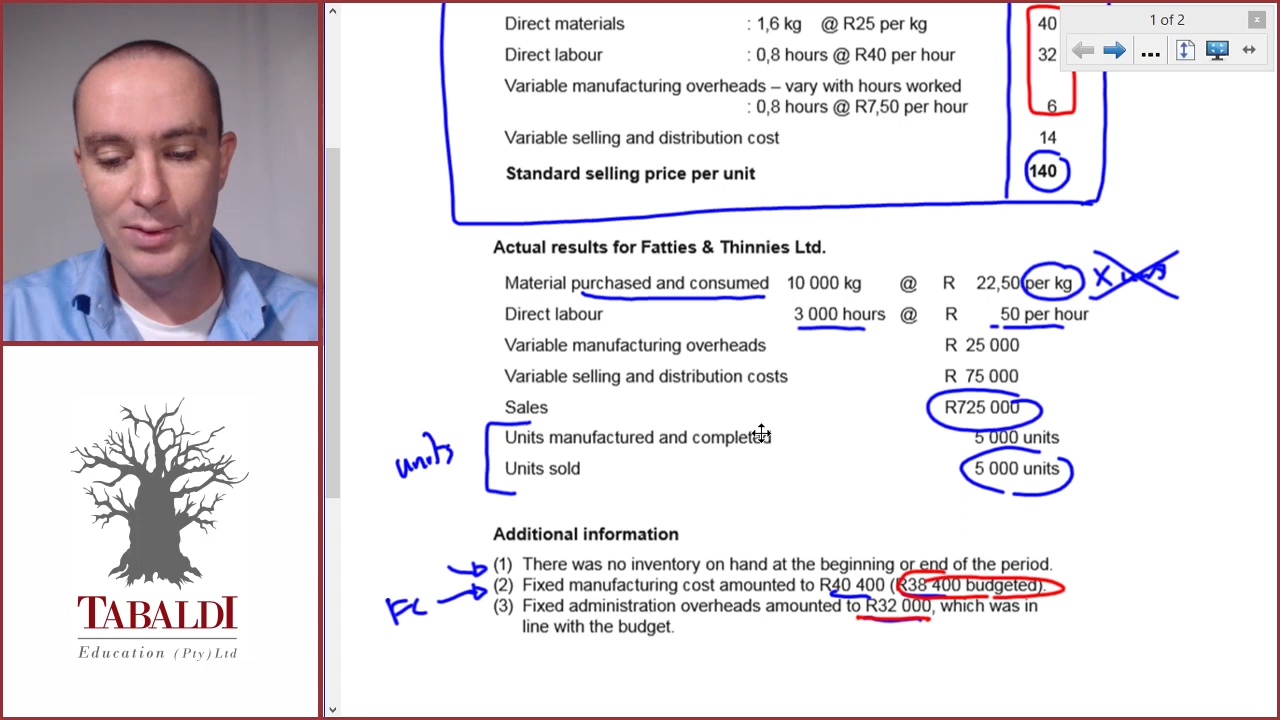 1 of 2
Direct materials : 1,6 kg @ R25 per kg 40
Direct labour : 0,8 hours @ R40 per hour 32
Variable manufacturing overheads – vary with hours worked
: 0,8 hours @ R7,50 per hour 6
Variable selling and distribution cost 14
Standard selling price per unit 140
Actual results for Fatties & Thinnies Ltd.
Material purchased and consumed 10 000 kg @ R 22,50 per kg X units
Direct labour 3 000 hours @ R 50 per hour
Variable manufacturing overheads R 25 000
Variable selling and distribution costs R 75 000
Sales R725 000
Units manufactured and completed 5 000 units
units
Units sold 5 000 units
Additional information
(1) There was no inventory on hand at the beginning or end of the period.
(2) Fixed manufacturing cost amounted to R40 400 (R38 400 budgeted).
FC
(3) Fixed administration overheads amounted to R32 000, which was in
line with the budget.
TABALDI
Education (Pty) Ltd